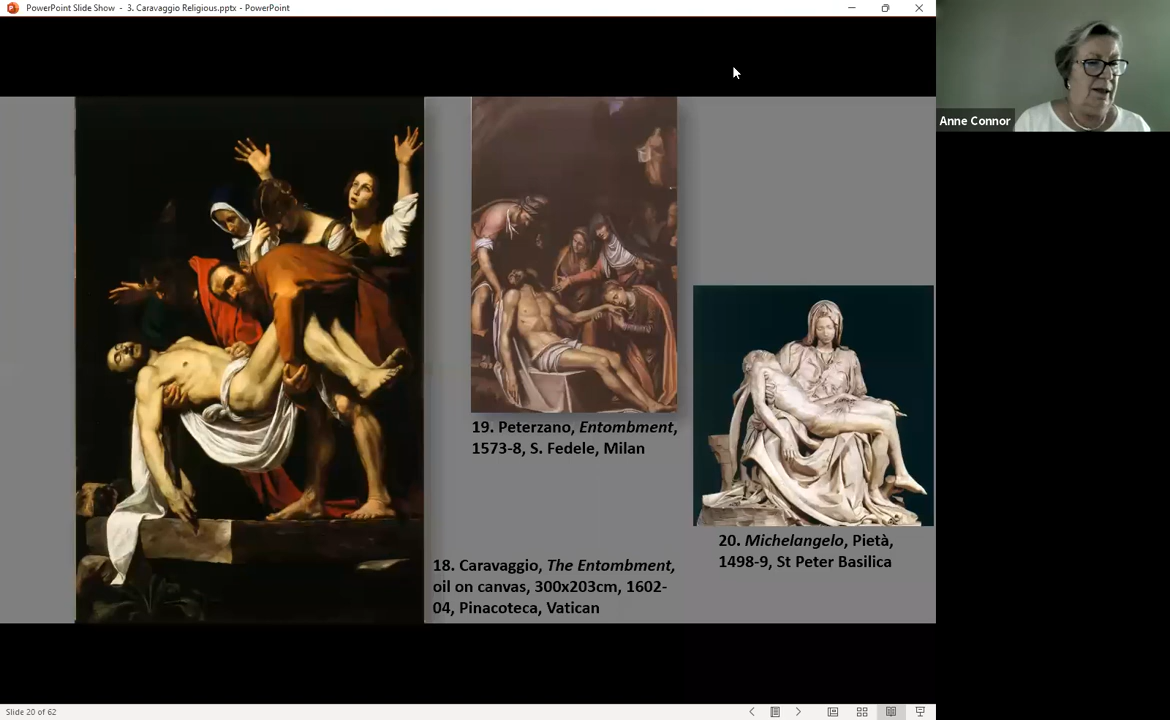 PowerPoint Slide Show - 3. Caravaggio Religious.pptx - PowerPoint
Anne Connor
19. Peterzano, Entombment,
1573-8, S. Fedele, Milan
20. Michelangelo, Pietà,
1498-9, St Peter Basilica
18. Caravaggio, The Entombment,
oil on canvas, 300x203cm, 1602-
04, Pinacoteca, Vatican
Slide 20 of 62